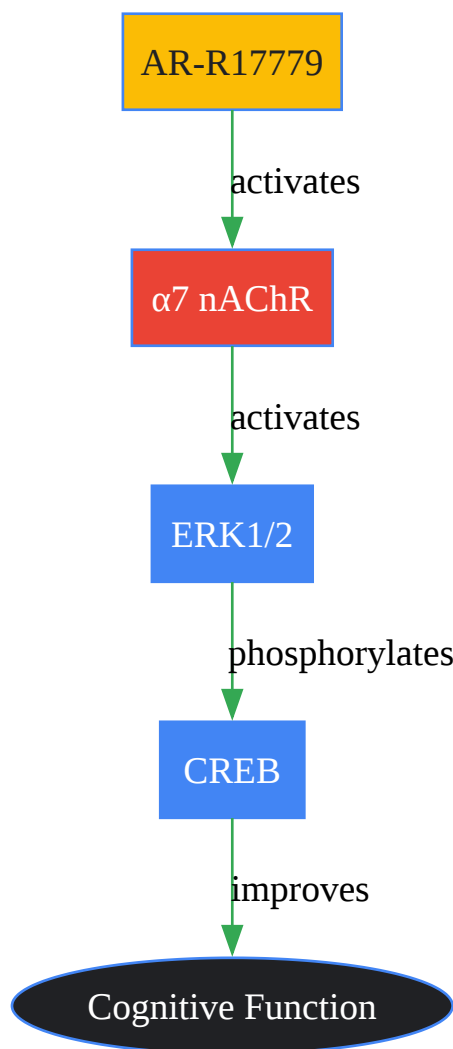 AR-R17779
activates
α7 nAChR
activates
ERK1/2
phosphorylates
CREB
improves
Cognitive Function